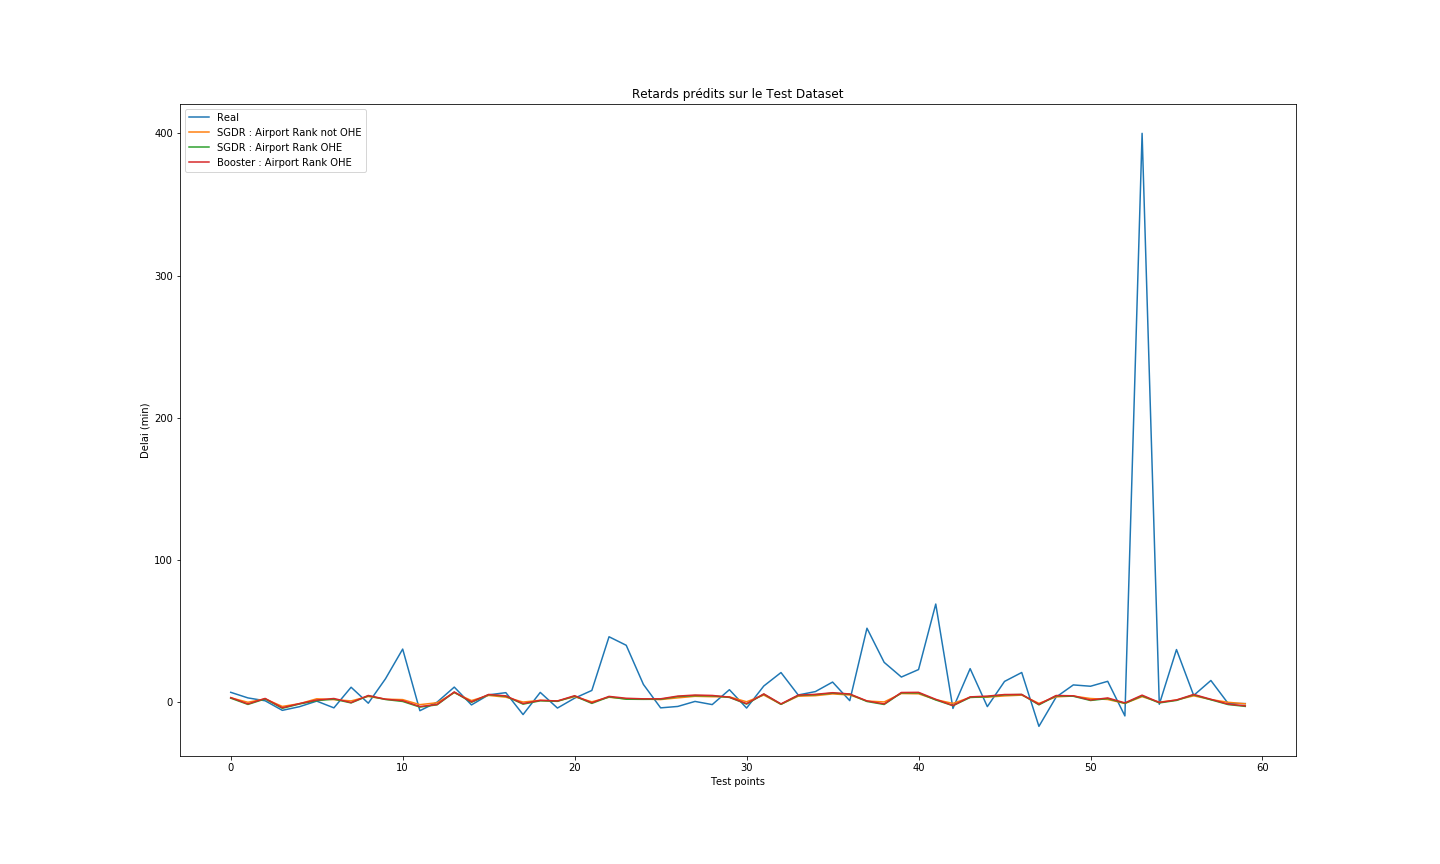 Retards prédits sur le Test Dataset
Real
SGDR : Airport Rank not OHE
SGDR : Airport Rank OHE
Booster : Airport Rank OHE
400
300
200
100
0
Delai (min)
0 10 20 30 40 50 60
Test points